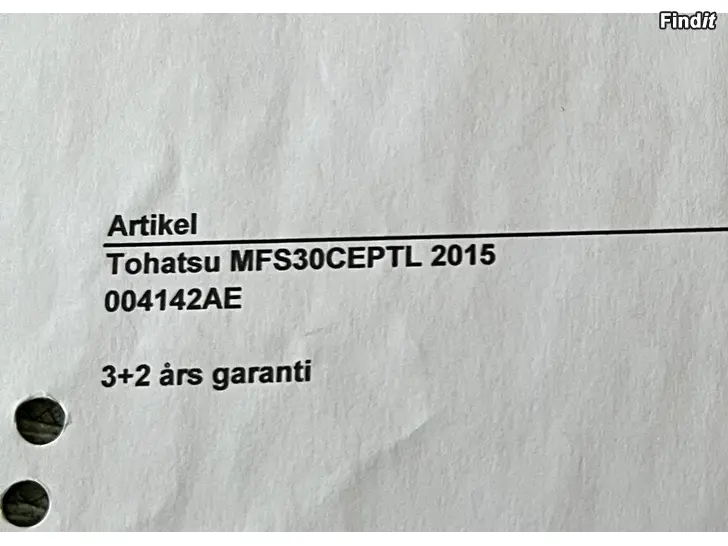 Findit
Artikel
Tohatsu MFS30CEPTL 2015
004142AE
3+2 års garanti